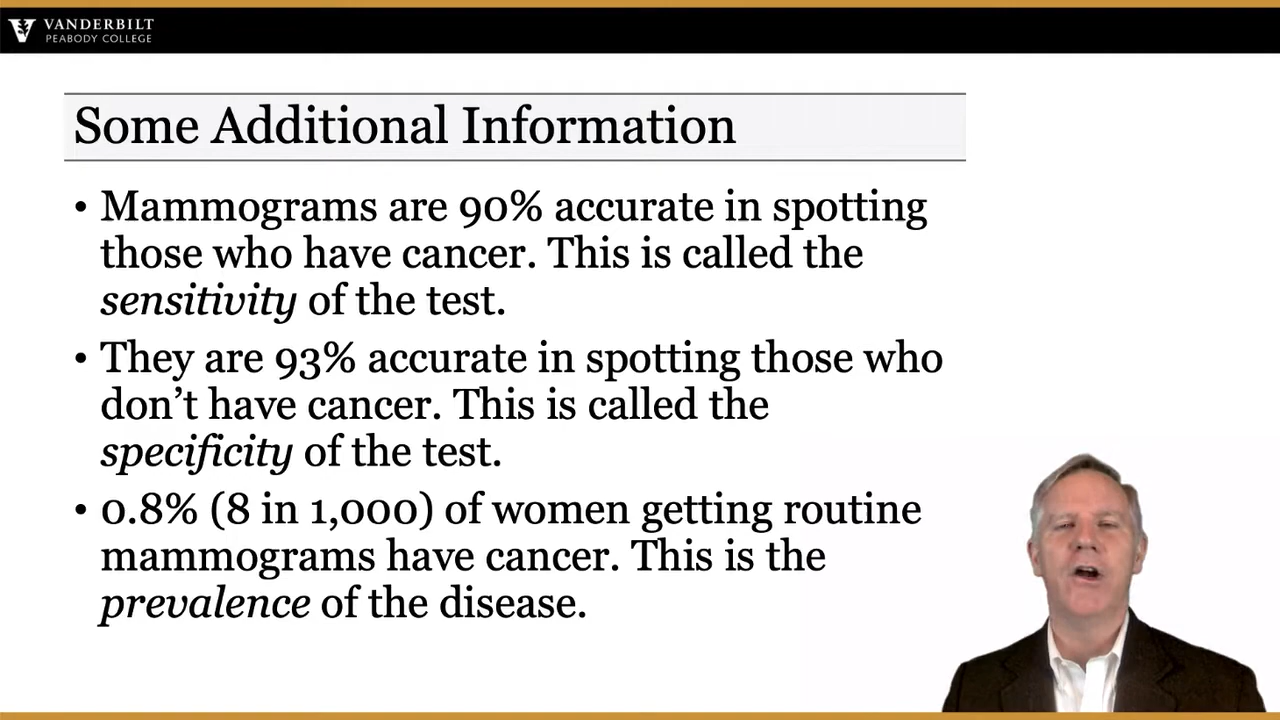 VANDERBILT
PEABODY COLLEGE
Some Additional Information
• Mammograms are 90% accurate in spotting
those who have cancer. This is called the
sensitivity of the test.
• They are 93% accurate in spotting those who
don’t have cancer. This is called the
specificity of the test.
• 0.8% (8 in 1,000) of women getting routine
mammograms have cancer. This is the
prevalence of the disease.